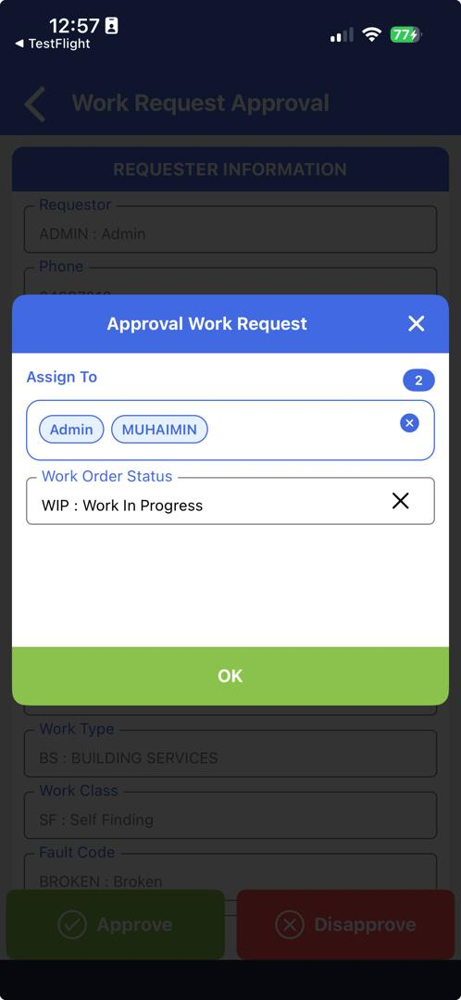 12:57
77
◀ TestFlight
Work Request Approval
REQUESTER INFORMATION
Requestor
ADMIN : Admin
Phone
Approval Work Request
Assign To
2
Admin MUHAIMIN
Work Order Status
WIP : Work In Progress
OK
Work Type
BS : BUILDING SERVICES
Work Class
SF : Self Finding
Fault Code
BROKEN : Broken
Approve Disapprove